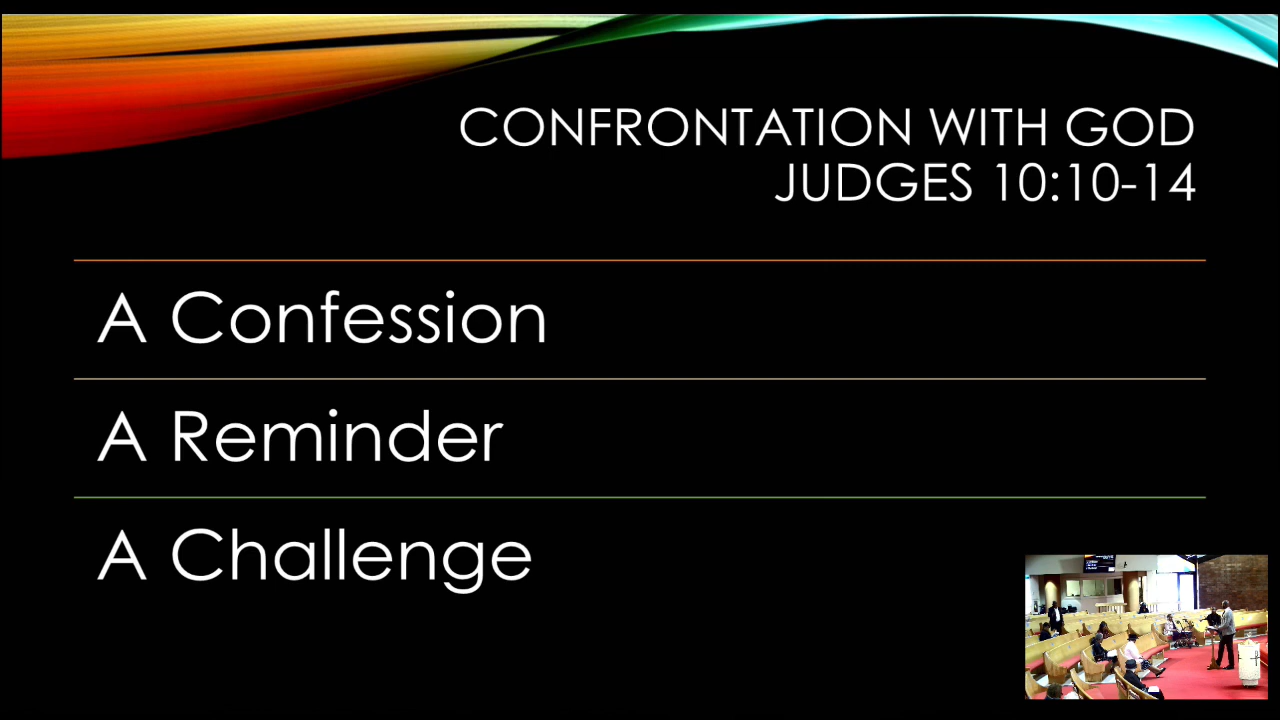 CONFRONTATION WITH GOD
JUDGES 10:10-14
A Confession
A Reminder
A Challenge